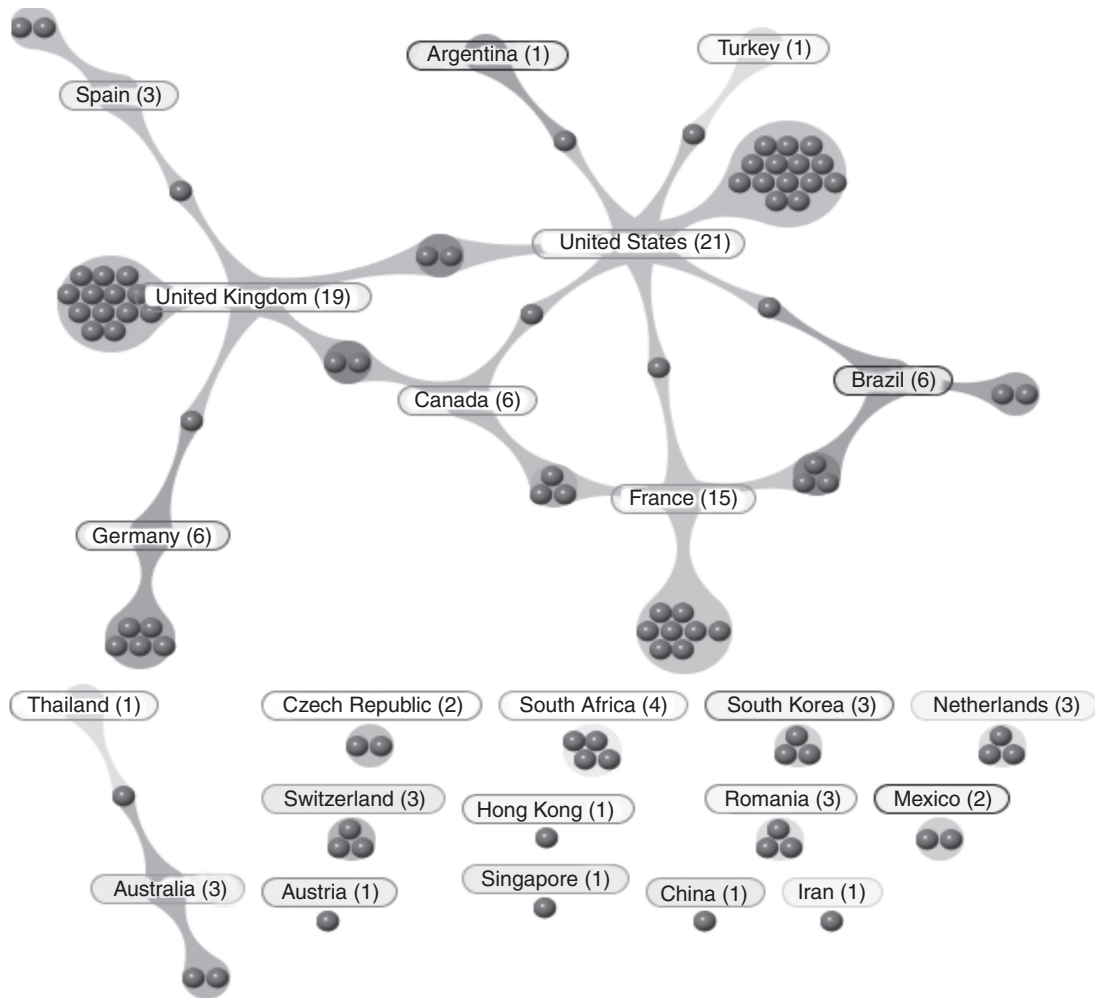 Argentina (1)
Turkey (1)
Spain (3)
United States (21)
United Kingdom (19)
Brazil (6)
Canada (6)
France (15)
Germany (6)
Thailand (1)
Czech Republic (2)
South Africa (4)
South Korea (3)
Netherlands (3)
Switzerland (3)
Hong Kong (1)
Romania (3)
Mexico (2)
Australia (3)
Austria (1)
Singapore (1)
China (1)
Iran (1)